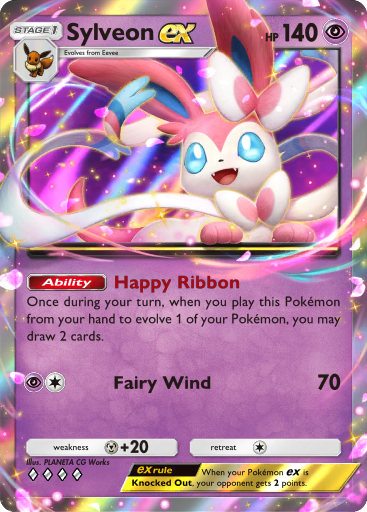 STAGE 1
Sylveon ex
HP 140
Evolves from Eevee
Ability Happy Ribbon
Once during your turn, when you play this Pokémon
from your hand to evolve 1 of your Pokémon, you may
draw 2 cards.
Fairy Wind 70
weakness +20
retreat
Illus. PLANETA CG Works
ex rule
When your Pokémon ex is
Knocked Out, your opponent gets 2 points.